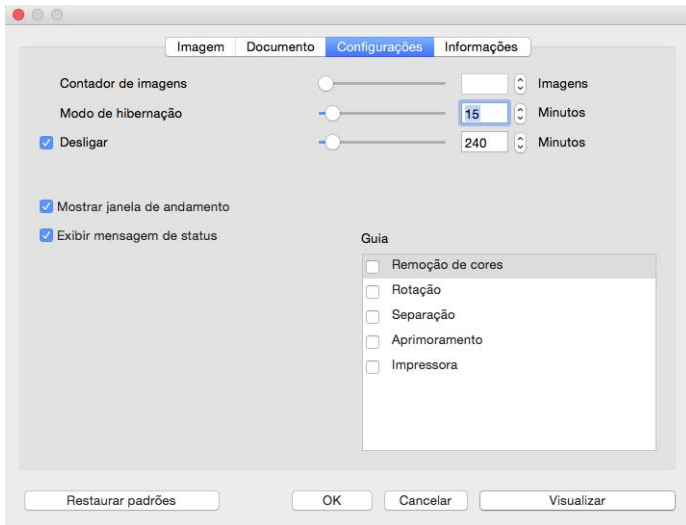 Imagem Documento Configurações Informações
Contador de imagens Imagens
Modo de hibernação 15 Minutos
Desligar 240 Minutos
Mostrar janela de andamento
Exibir mensagem de status
Guia
Remoção de cores
Rotação
Separação
Aprimoramento
Impressora
Restaurar padrões OK Cancelar Visualizar